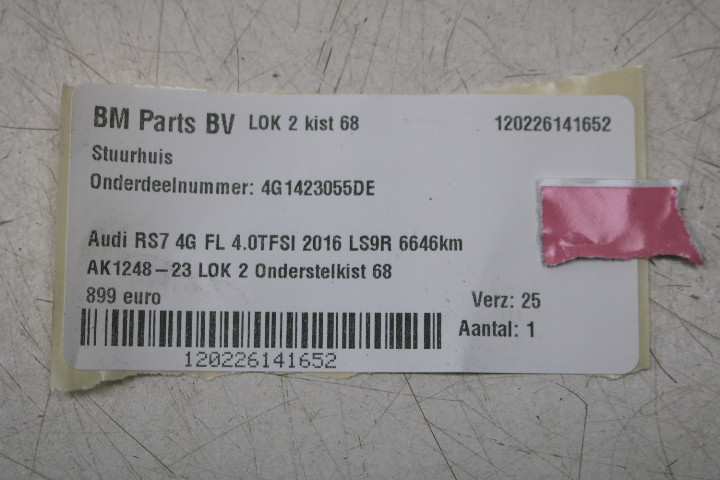 BM Parts BV LOK 2 kist 68 120226141652
Stuurhuis
Onderdeelnummer: 4G1423055DE
Audi RS7 4G FL 4.0TFSI 2016 LS9R 6646km
AK1248-23 LOK 2 Onderstelkist 68
899 euro Verz: 25
Aantal: 1
120226141652